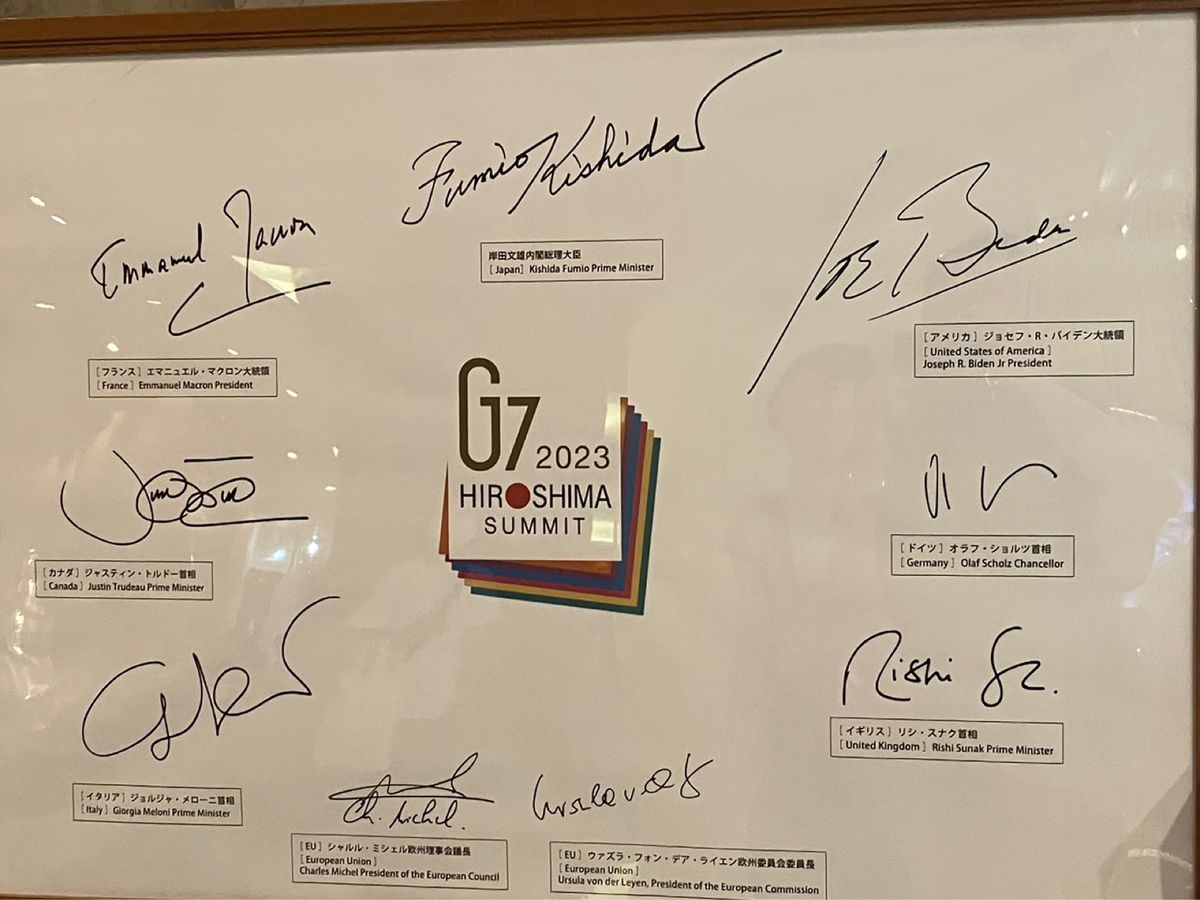 Fumio Kishida
岸田文雄内閣総理大臣
[ Japan ] Kishida Fumio Prime Minister
Emmanuel Macron
[フランス] エマニュエル・マクロン大統領
[ France ] Emmanuel Macron President
Joe Biden
[アメリカ] ジョセフ・R・バイデン大統領
[ United States of America ]
Joseph R. Biden Jr President
G7 2023
HIROSHIMA
SUMMIT
[カナダ] ジャスティン・トルドー首相
[Canada] Justin Trudeau Prime Minister
[ドイツ] オラフ・ショルツ首相
[Germany] Olaf Scholz Chancellor
Rishi
[イギリス] リシ・スナク首相
[ United Kingdom ] Rishi Sunak Prime Minister
[イタリア] ジョルジャ・メローニ首相
[Italy] Giorgia Meloni Prime Minister
Ch. Michel.
[EU] シャルル・ミシェル欧州理事会議長
[ European Union ]
Charles Michel President of the European Council
Ursula
[EU] ウァズラ・フォン・デア・ライエン欧州委員会委員長
[ European Union ]
Ursula von der Leyen, President of the European Commission